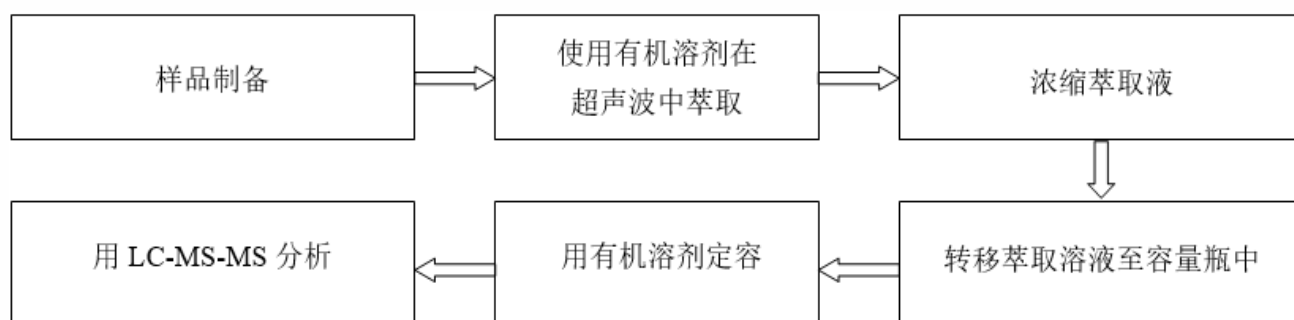 样品制备
使用有机溶剂在
超声波中萃取
浓缩萃取液
转移萃取溶液至容量瓶中
用有机溶剂定容
用 LC-MS-MS 分析